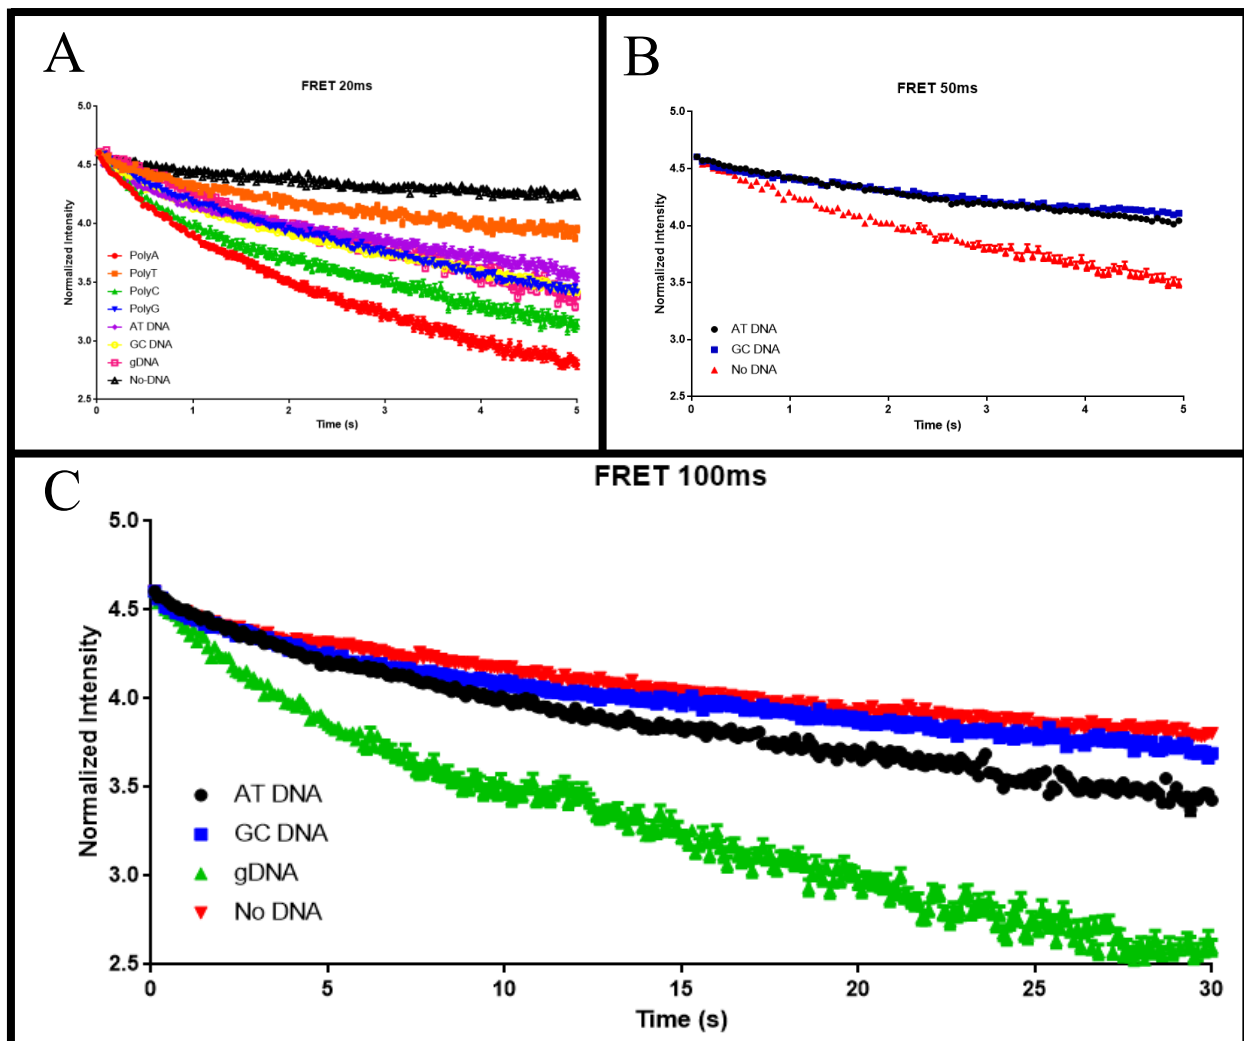 A
FRET 20ms
5.0
4.5
4.0
3.5
3.0
2.5
Normalized Intensity
PolyA
PolyT
PolyC
PolyG
AT DNA
GC DNA
gDNA
No-DNA
0 1 2 3 4 5
Time (s)
B
FRET 50ms
5.0
4.5
4.0
3.5
3.0
2.5
Normalized Intensity
AT DNA
GC DNA
No DNA
0 1 2 3 4 5
Time (s)
C
FRET 100ms
5.0
4.5
4.0
3.5
3.0
2.5
Normalized Intensity
AT DNA
GC DNA
gDNA
No DNA
0 5 10 15 20 25 30
Time (s)